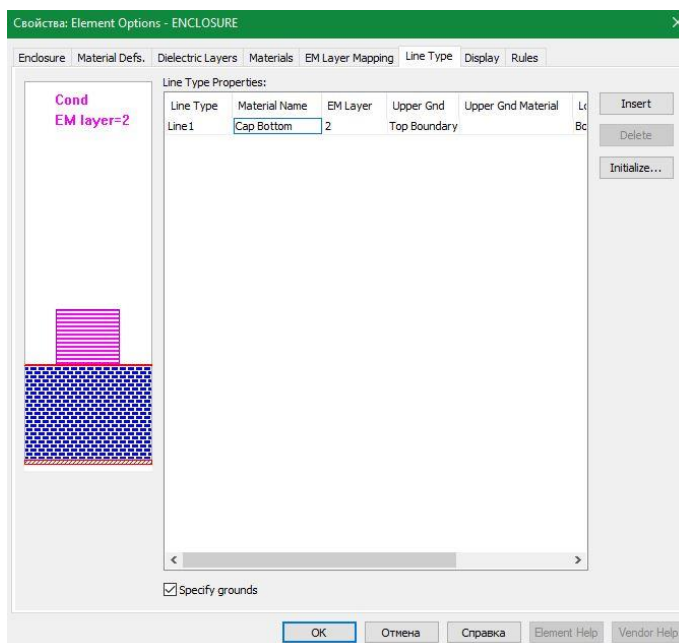 Свойства: Element Options - ENCLOSURE
Enclosure Material Defs. Dielectric Layers Materials EM Layer Mapping Line Type Display Rules
Cond
EM layer=2
Line Type Properties:
Line Type Material Name EM Layer Upper Gnd Upper Gnd Material
Line1 Cap Bottom 2 Top Boundary
Insert
Delete
Initialize...
Specify grounds
OK Отмена Справка Element Help Vendor Help